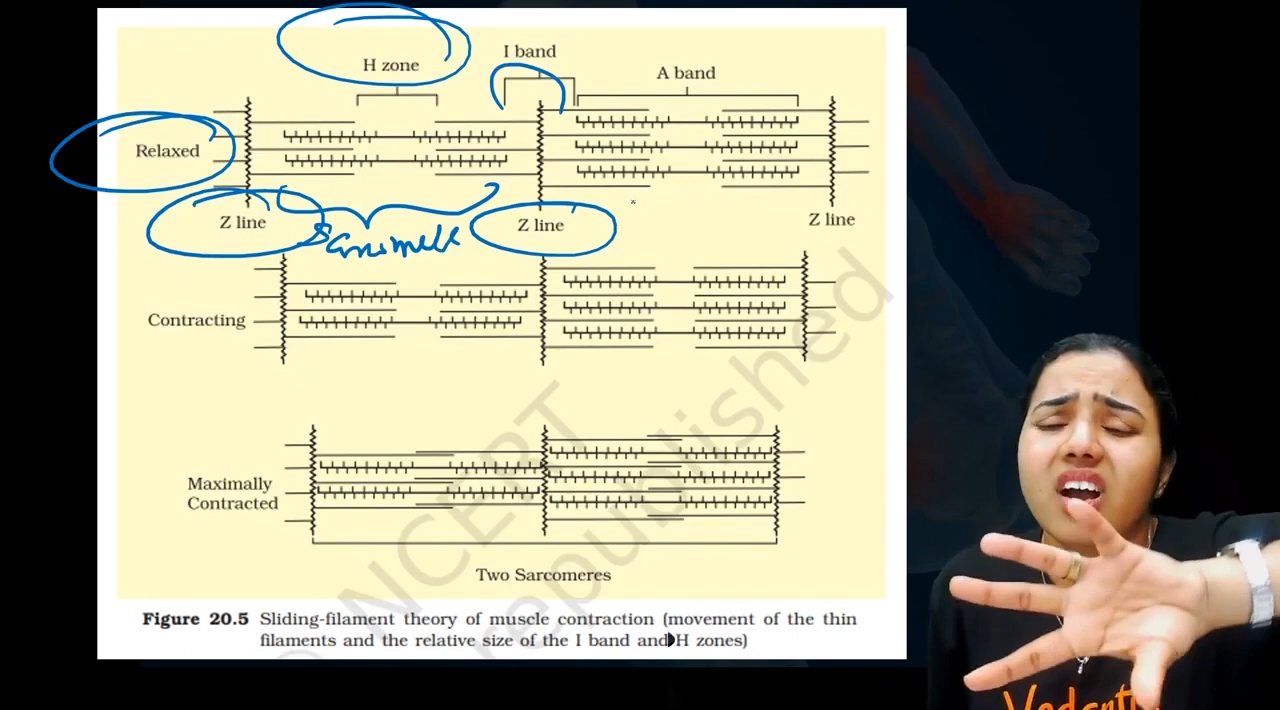 I band
H zone
A band
Relaxed
Z line
Z line
Z line
Contracting
Maximally
Contracted
Two Sarcomeres
Figure 20.5 Sliding-filament theory of muscle contraction (movement of the thin
filaments and the relative size of the I band and H zones)
© NCERT
republished